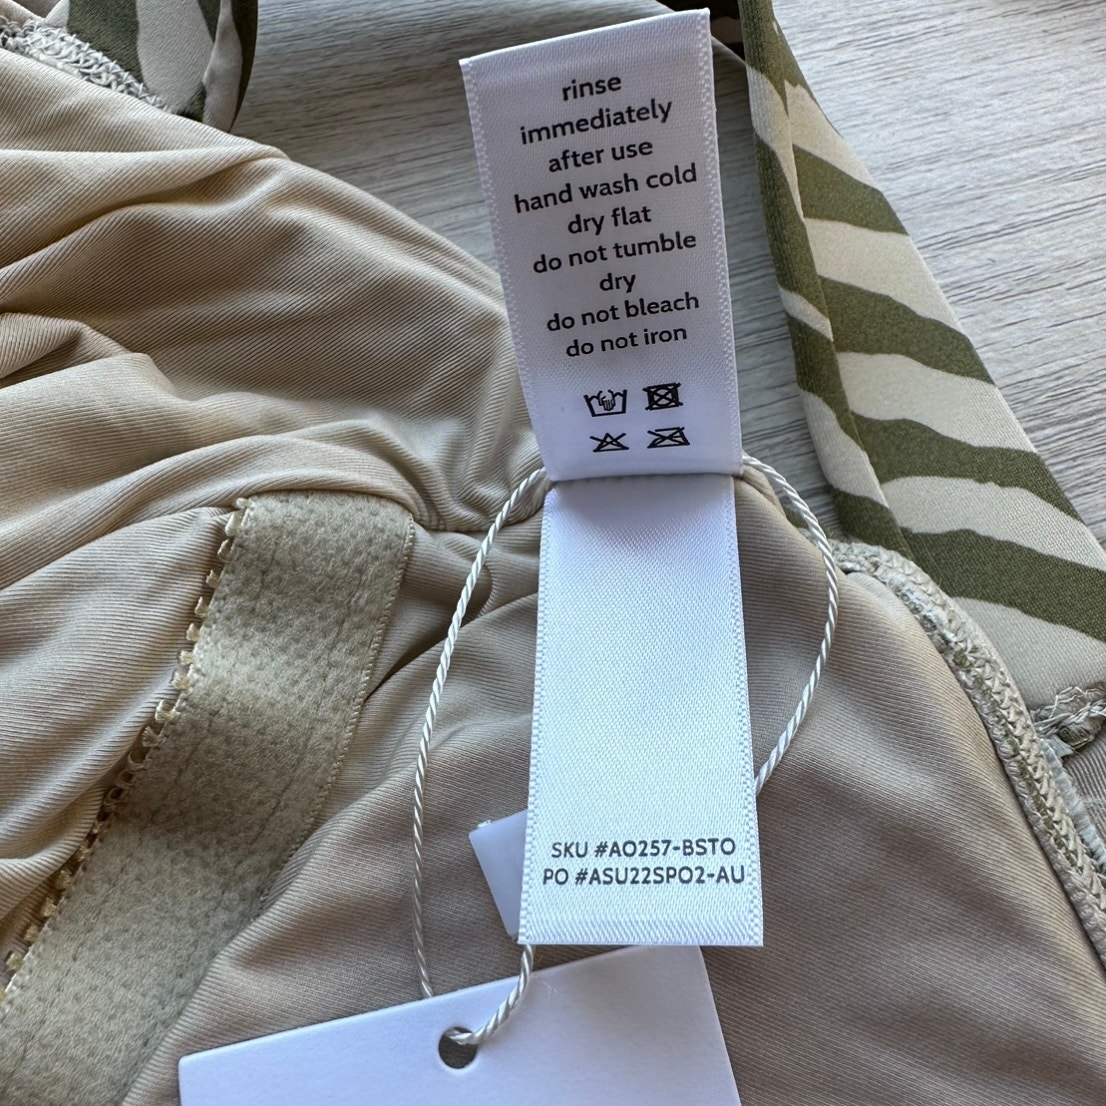 rinse
immediately
after use
hand wash cold
dry flat
do not tumble
dry
do not bleach
do not iron
SKU #AO257-BSTO
PO #ASU22SPO2-AU